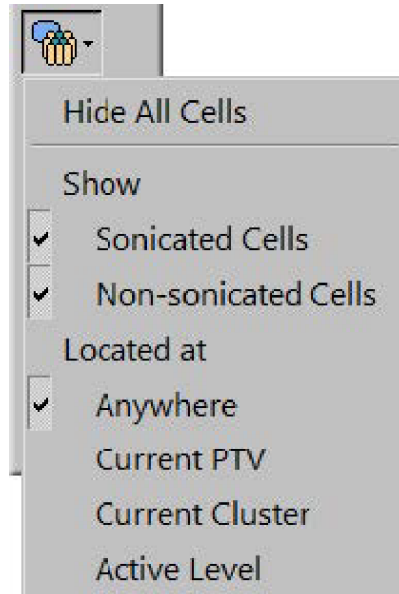 Hide All Cells
Show
Sonicated Cells
Non-sonicated Cells
Located at
Anywhere
Current PTV
Current Cluster
Active Level